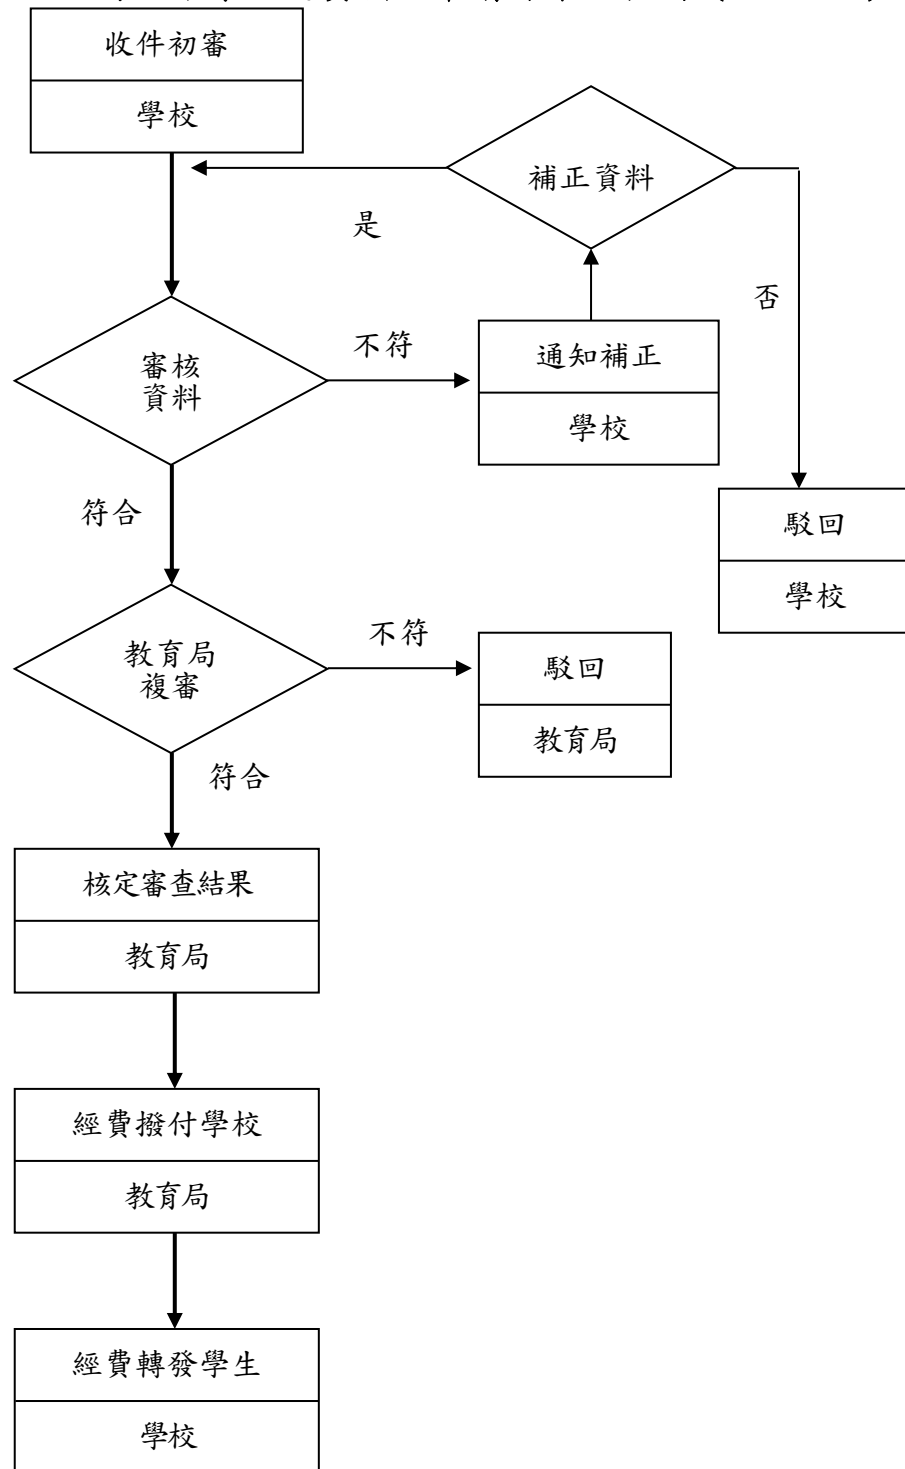 收件初審
學校
補正資料
是
否
審核
資料
不符
通知補正
學校
符合
駁回
學校
教育局
複審
不符
駁回
教育局
符合
核定審查結果
教育局
經費撥付學校
教育局
經費轉發學生
學校